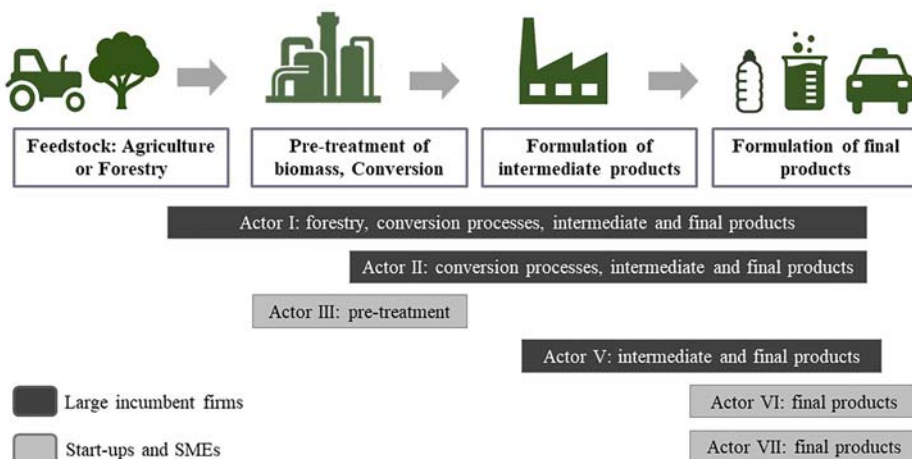 Feedstock: Agriculture
or Forestry
Pre-treatment of
biomass, Conversion
Formulation of
intermediate products
Formulation of final
products
Actor I: forestry, conversion processes, intermediate and final products
Actor II: conversion processes, intermediate and final products
Actor III: pre-treatment
Actor V: intermediate and final products
Large incumbent firms
Actor VI: final products
Start-ups and SMEs
Actor VII: final products